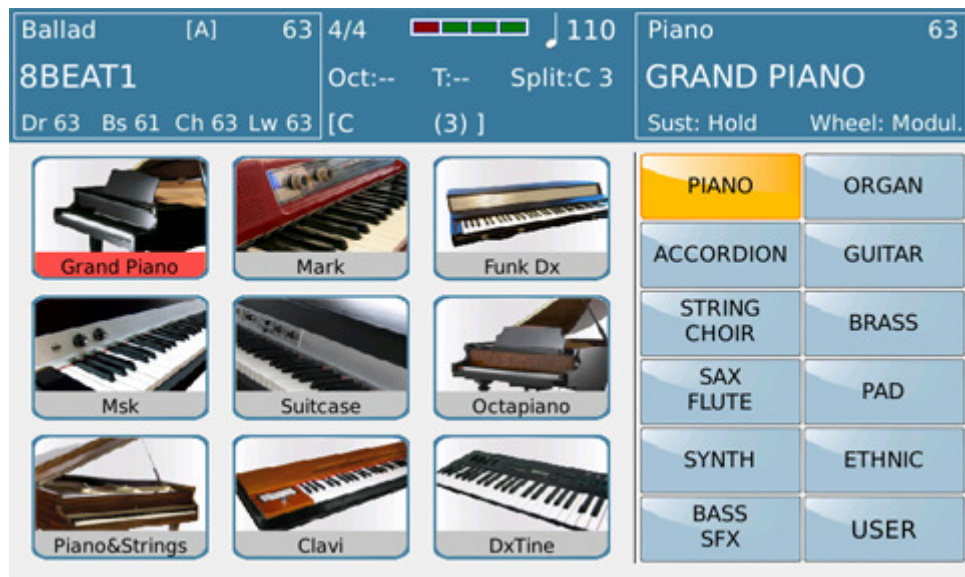 Ballad [A] 63
8BEAT1
Dr 63 Bs 61 Ch 63 Lw 63
4/4 110
Oct:-- T:-- Split:C 3
[C (3) ]
Piano 63
GRAND PIANO
Sust: Hold Wheel: Modul.
Grand Piano
Mark
Funk Dx
Msk
Suitcase
Octapiano
Piano&Strings
Clavi
DxTine
PIANO
ORGAN
ACCORDION
GUITAR
STRING
CHOIR
BRASS
SAX
FLUTE
PAD
SYNTH
ETHNIC
BASS
SFX
USER